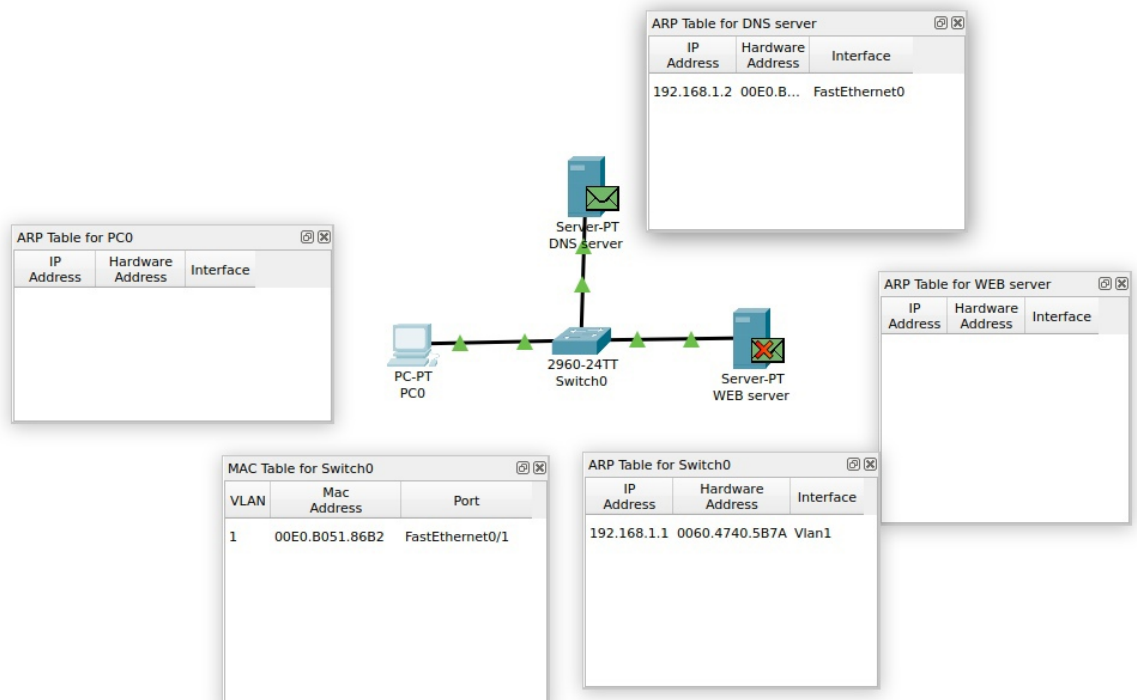 ARP Table for DNS server
IP Address
Hardware Address
Interface
192.168.1.2 00E0.B... FastEthernet0
Server-PT
DNS server
ARP Table for PC0
IP Address
Hardware Address
Interface
ARP Table for WEB server
IP Address
Hardware Address
Interface
PC-PT
PC0
2960-24TT
Switch0
Server-PT
WEB server
MAC Table for Switch0
VLAN
Mac Address
Port
1 00E0.B051.86B2 FastEthernet0/1
ARP Table for Switch0
IP Address
Hardware Address
Interface
192.168.1.1 0060.4740.5B7A Vlan1